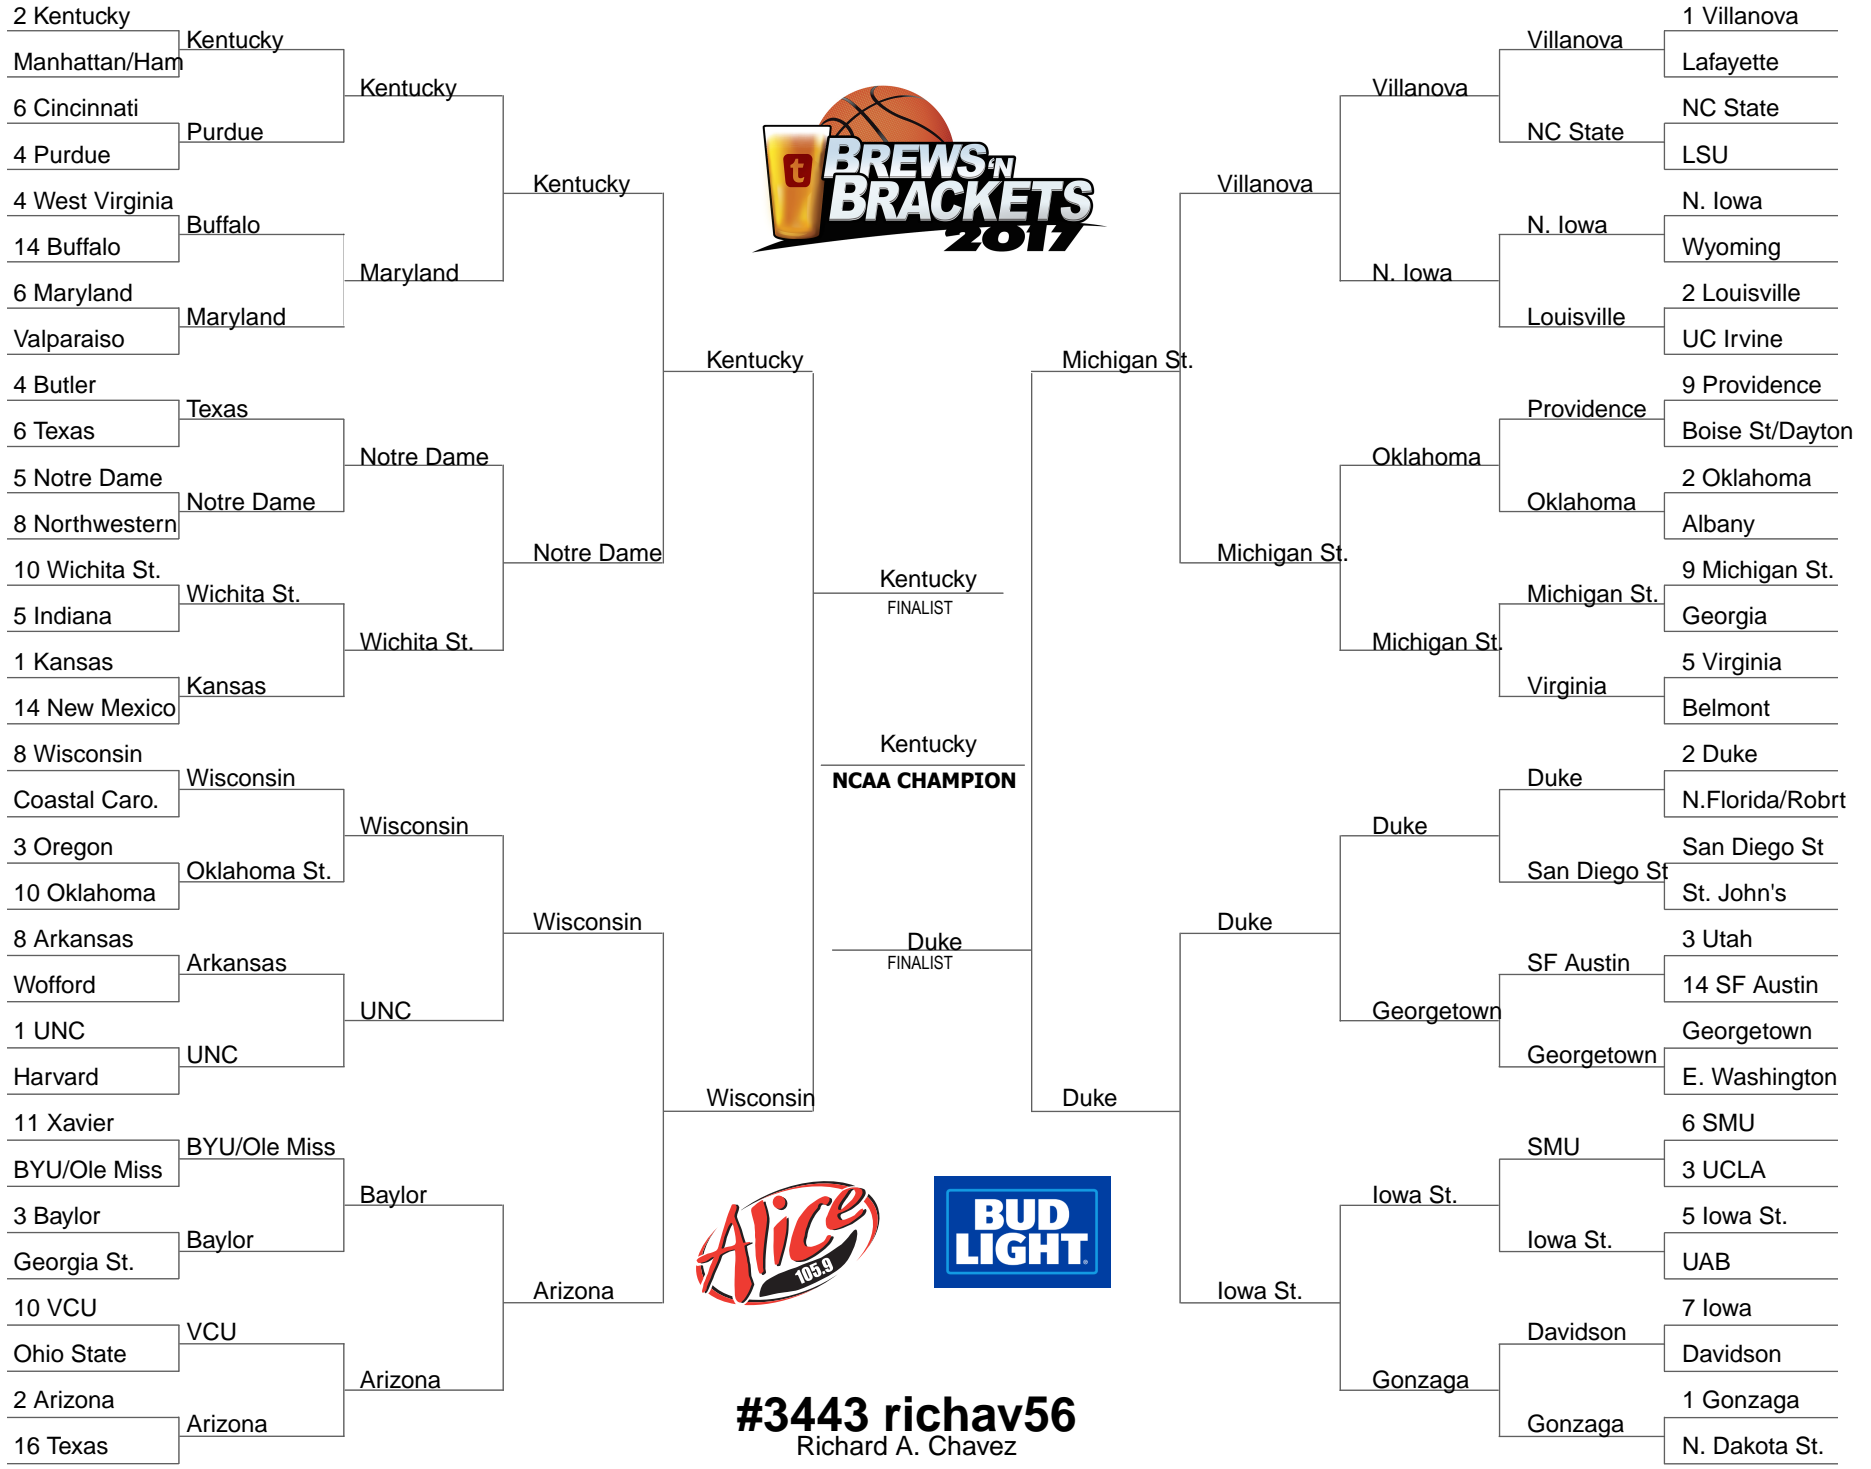 2 Kentucky
Manhattan/Ham
6 Cincinnati
4 Purdue
4 West Virginia
14 Buffalo
6 Maryland
Valparaiso
4 Butler
6 Texas
5 Notre Dame
8 Northwestern
10 Wichita St.
5 Indiana
1 Kansas
14 New Mexico
8 Wisconsin
Coastal Caro.
3 Oregon
10 Oklahoma
8 Arkansas
Wofford
1 UNC
Harvard
11 Xavier
BYU/Ole Miss
3 Baylor
Georgia St.
10 VCU
Ohio State
2 Arizona
16 Texas
Kentucky
Purdue
Buffalo
Maryland
Texas
Notre Dame
Wichita St.
Kansas
Wisconsin
Oklahoma St.
Arkansas
UNC
BYU/Ole Miss
Baylor
VCU
Arizona
Kentucky
Maryland
Notre Dame
Wichita St.
Wisconsin
UNC
Baylor
Arizona
Kentucky
Notre Dame
Wisconsin
Arizona
Kentucky
Wisconsin
t
BREWS 'N
BRACKETS
2017
Kentucky
FINALIST
Kentucky
NCAA CHAMPION
Duke
FINALIST
Alice
105.9
BUD
LIGHT
#3443 richav56
Richard A. Chavez
Michigan St.
Duke
Villanova
Michigan St.
Duke
Iowa St.
Villanova
N. Iowa
Oklahoma
Michigan St.
Duke
Georgetown
Iowa St.
Gonzaga
Villanova
NC State
N. Iowa
Louisville
Providence
Oklahoma
Michigan St.
Virginia
Duke
San Diego St
SF Austin
Georgetown
SMU
Iowa St.
Davidson
Gonzaga
1 Villanova
Lafayette
NC State
LSU
N. Iowa
Wyoming
2 Louisville
UC Irvine
9 Providence
Boise St/Dayton
2 Oklahoma
Albany
9 Michigan St.
Georgia
5 Virginia
Belmont
2 Duke
N.Florida/Robrt
San Diego St
St. John's
3 Utah
14 SF Austin
Georgetown
E. Washington
6 SMU
3 UCLA
5 Iowa St.
UAB
7 Iowa
Davidson
1 Gonzaga
N. Dakota St.